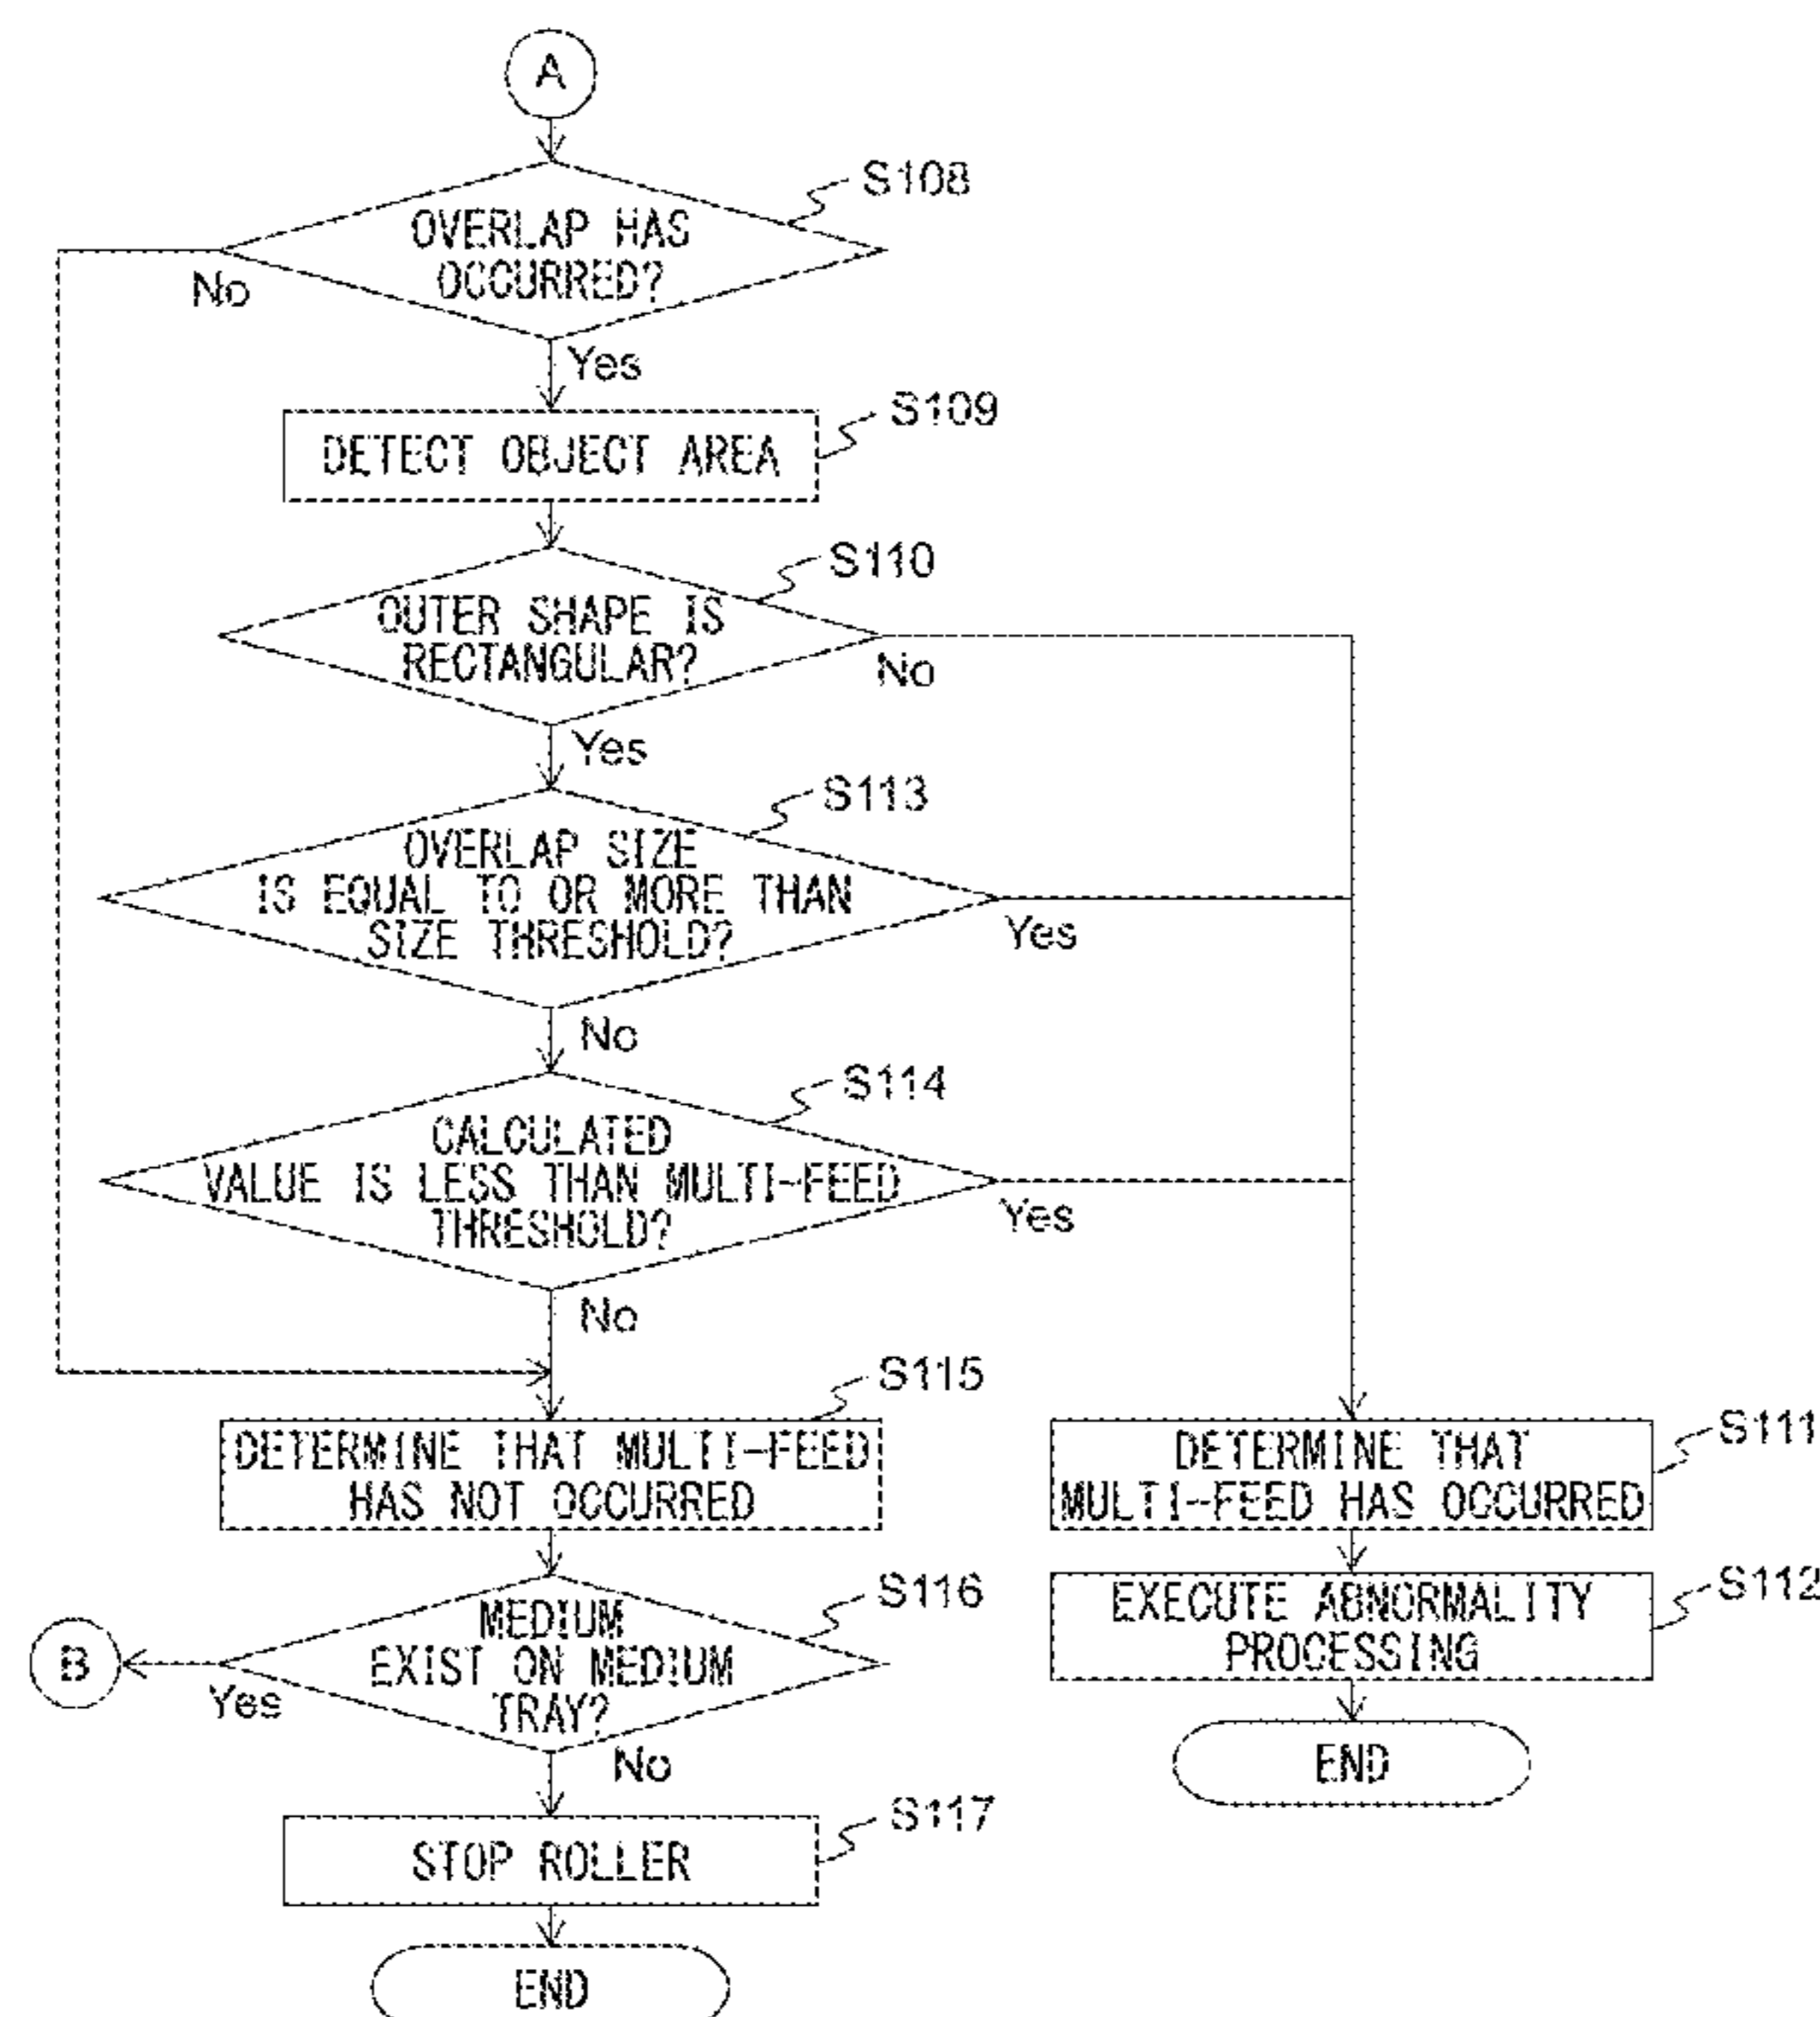 A
S108
OVERLAP HAS
OCCURRED?
No
Yes
S109
DETECT OBJECT AREA
S110
OUTER SHAPE IS
RECTANGULAR?
No
Yes
S113
OVERLAP SIZE
IS EQUAL TO OR MORE THAN
SIZE THRESHOLD?
Yes
No
S114
CALCULATED
VALUE IS LESS THAN MULTI-FEED
THRESHOLD?
Yes
No
S115
DETERMINE THAT MULTI-FEED
HAS NOT OCCURRED
S111
DETERMINE THAT
MULTI-FEED HAS OCCURRED
S116
MEDIUM
EXIST ON MEDIUM
TRAY?
B
Yes
No
S112
EXECUTE ABNORMALITY
PROCESSING
END
S117
STOP ROLLER
END